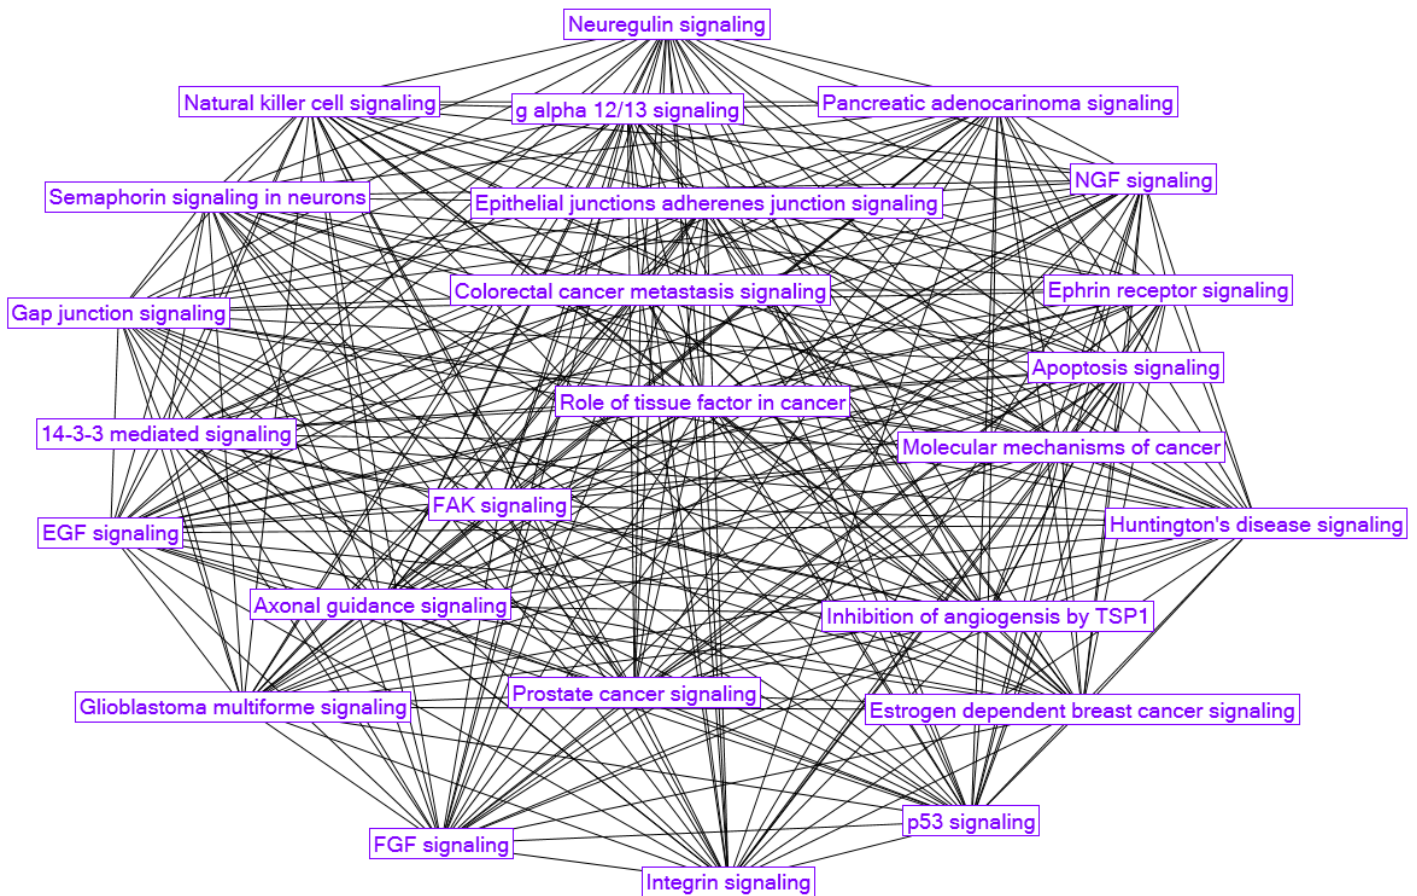 Neuregulin signaling
Natural killer cell signaling
g alpha 12/13 signaling
Pancreatic adenocarinoma signaling
Semaphorin signaling in neurons
Epithelial junctions adherenes junction signaling
NGF signaling
Gap junction signaling
Colorectal cancer metastasis signaling
Ephrin receptor signaling
Apoptosis signaling
Role of tissue factor in cancer
14-3-3 mediated signaling
Molecular mechanisms of cancer
FAK signaling
EGF signaling
Huntington's disease signaling
Axonal guidance signaling
Inhibition of angiogensis by TSP1
Glioblastoma multiforme signaling
Prostate cancer signaling
Estrogen dependent breast cancer signaling
FGF signaling
p53 signaling
Integrin signaling